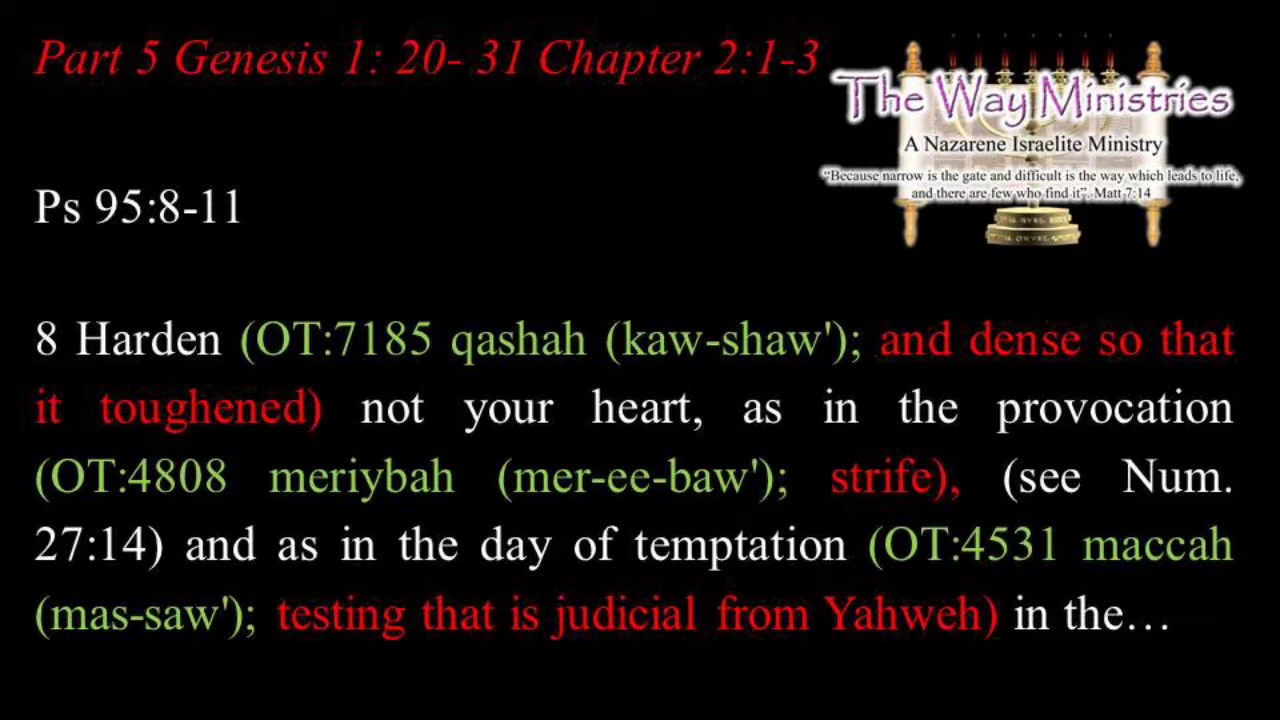 Part 5 Genesis 1: 20- 31 Chapter 2:1-3
The Way Ministries
A Nazarene Israelite Ministry
“Because narrow is the gate and difficult is the way which leads to life,
and there are few who find it”. Matt 7:14
Ps 95:8-11
8 Harden (OT:7185 qashah (kaw-shaw'); and dense so that
it toughened) not your heart, as in the provocation
(OT:4808 meriybah (mer-ee-baw'); strife), (see Num.
27:14) and as in the day of temptation (OT:4531 maccah
(mas-saw'); testing that is judicial from Yahweh) in the…